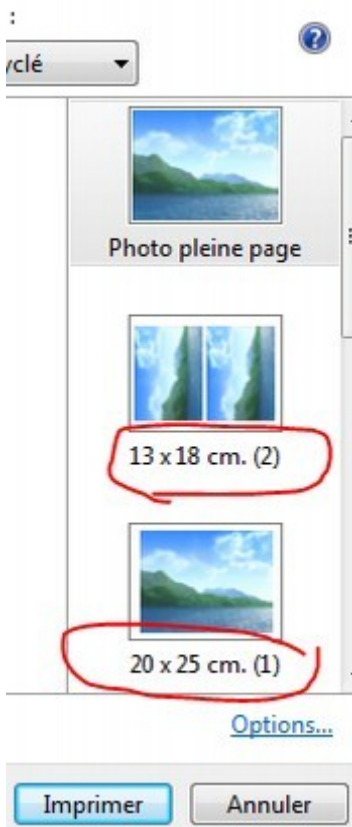 :
yclé
Photo pleine page
13 x 18 cm. (2)
20 x 25 cm. (1)
Options...
Imprimer
Annuler